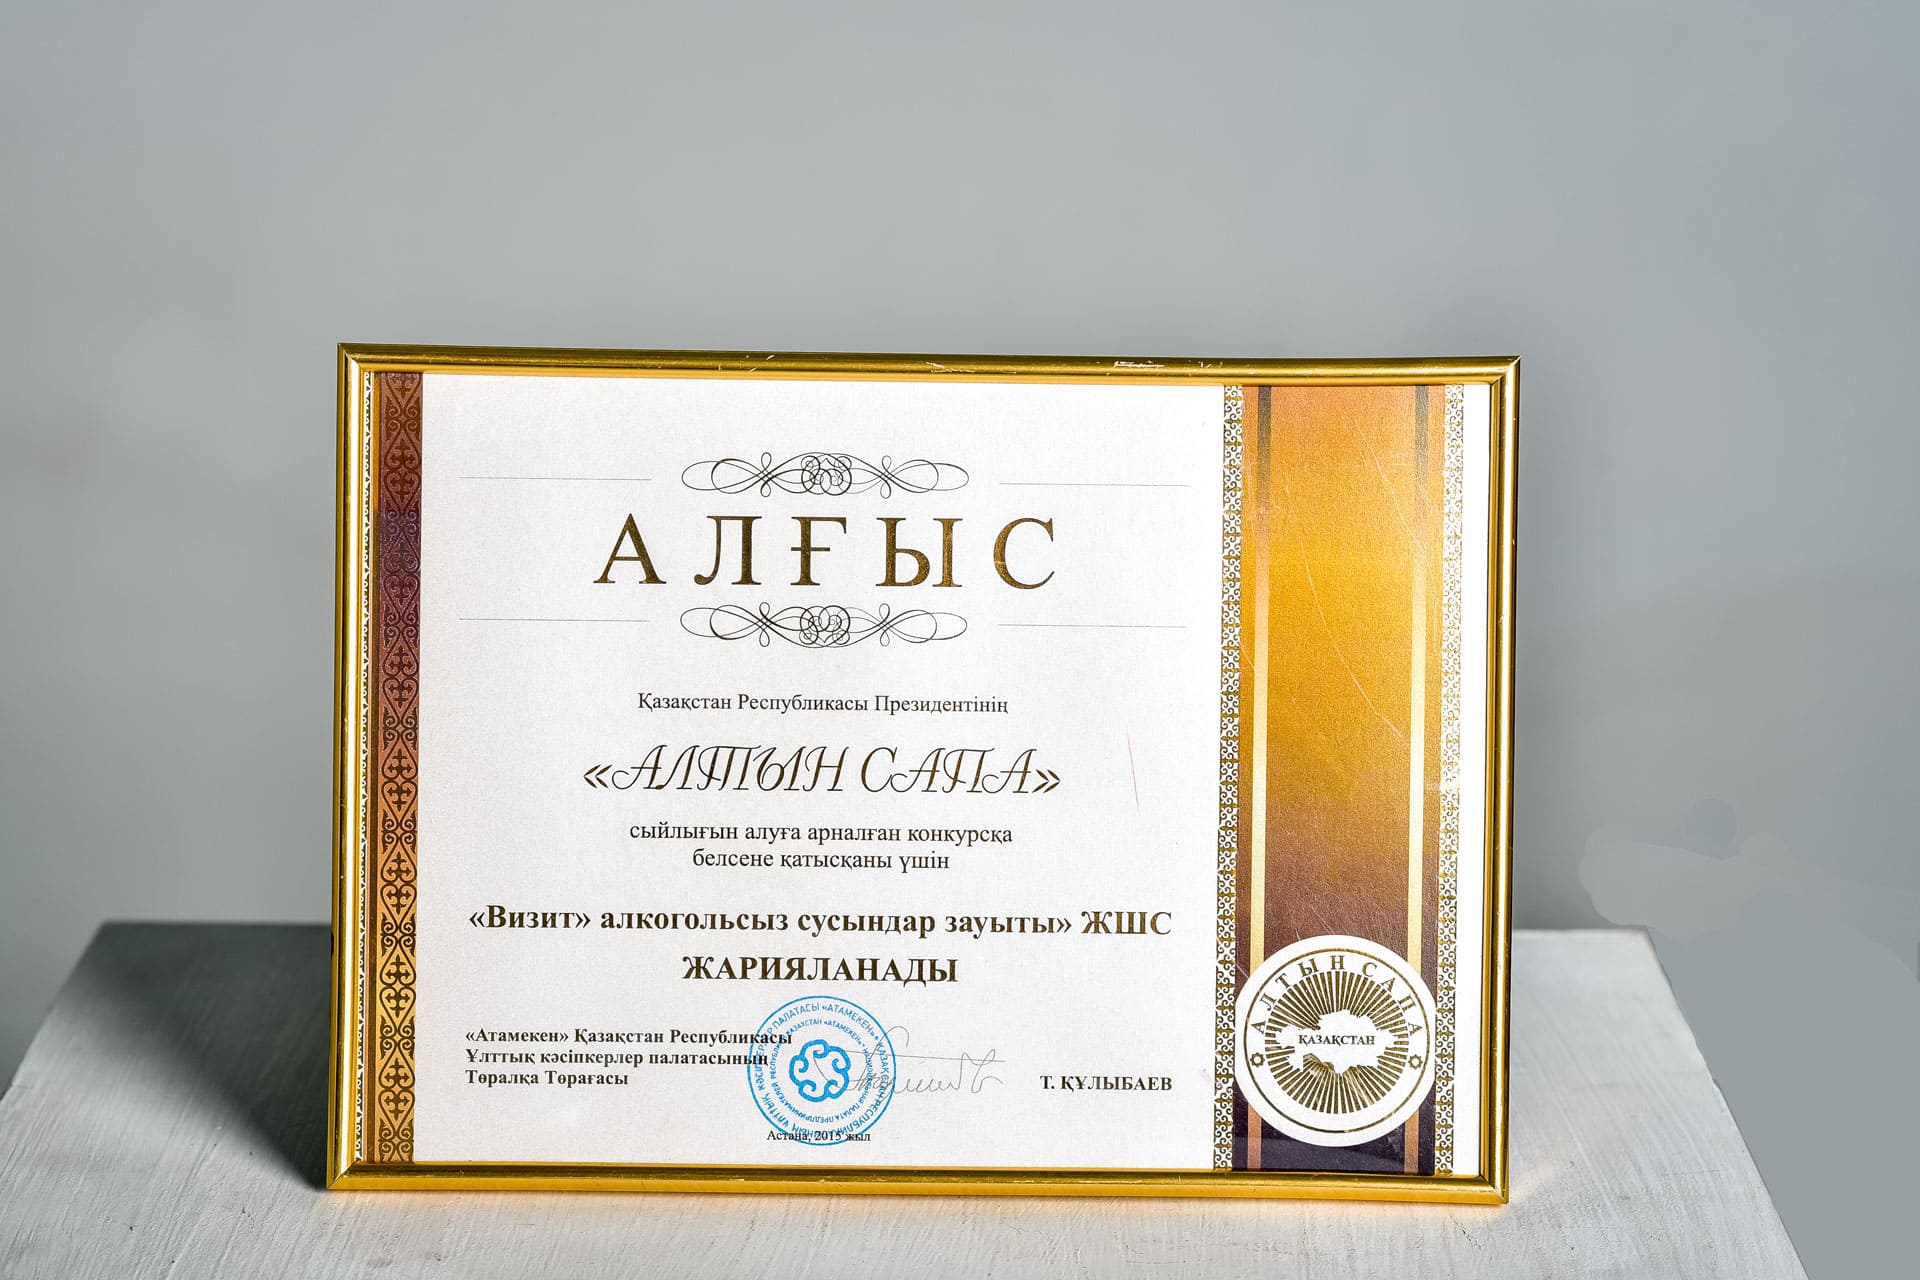 АЛҒЫС
Қазақстан Республикасы Президентінің
«АЛТЫН САПА»
сыйлығын алуға арналған конкурсқа
белсене қатысқаны үшін
«Визит» алкогольсыз сусындар зауыты» ЖШС
ЖАРИЯЛАНАДЫ
«Атамекен» Қазақстан Республикасы
Ұлттық кәсіпкерлер палатасының
Төралқа Төрағасы
Т. ҚҰЛЫБАЕВ
Астана, 2015 жыл
АЛТЫН САПА
ҚАЗАҚСТАН